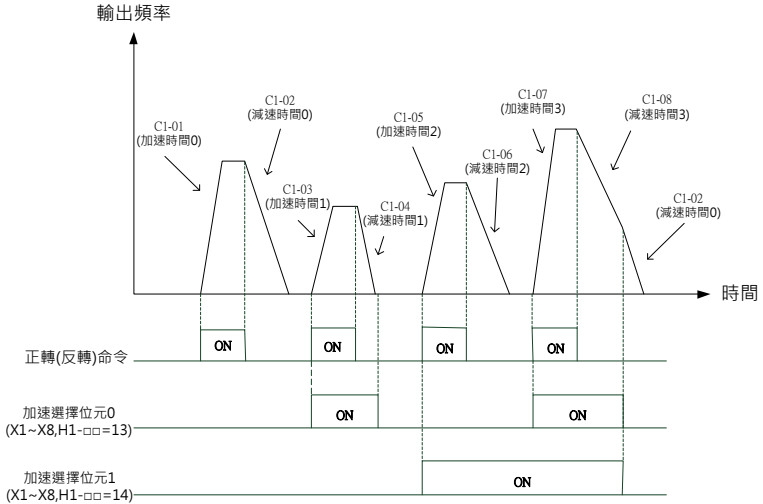 輸出頻率
C1-01
(加速時間0)
C1-02
(減速時間0)
C1-03
(加速時間1)
C1-04
(減速時間1)
C1-05
(加速時間2)
C1-06
(減速時間2)
C1-07
(加速時間3)
C1-08
(減速時間3)
C1-02
(減速時間0)
時間
正轉(反轉)命令
ON
ON
ON
ON
加速選擇位元0
(X1~X8,H1-□□=13)
ON
ON
加速選擇位元1
(X1~X8,H1-□□=14)
ON